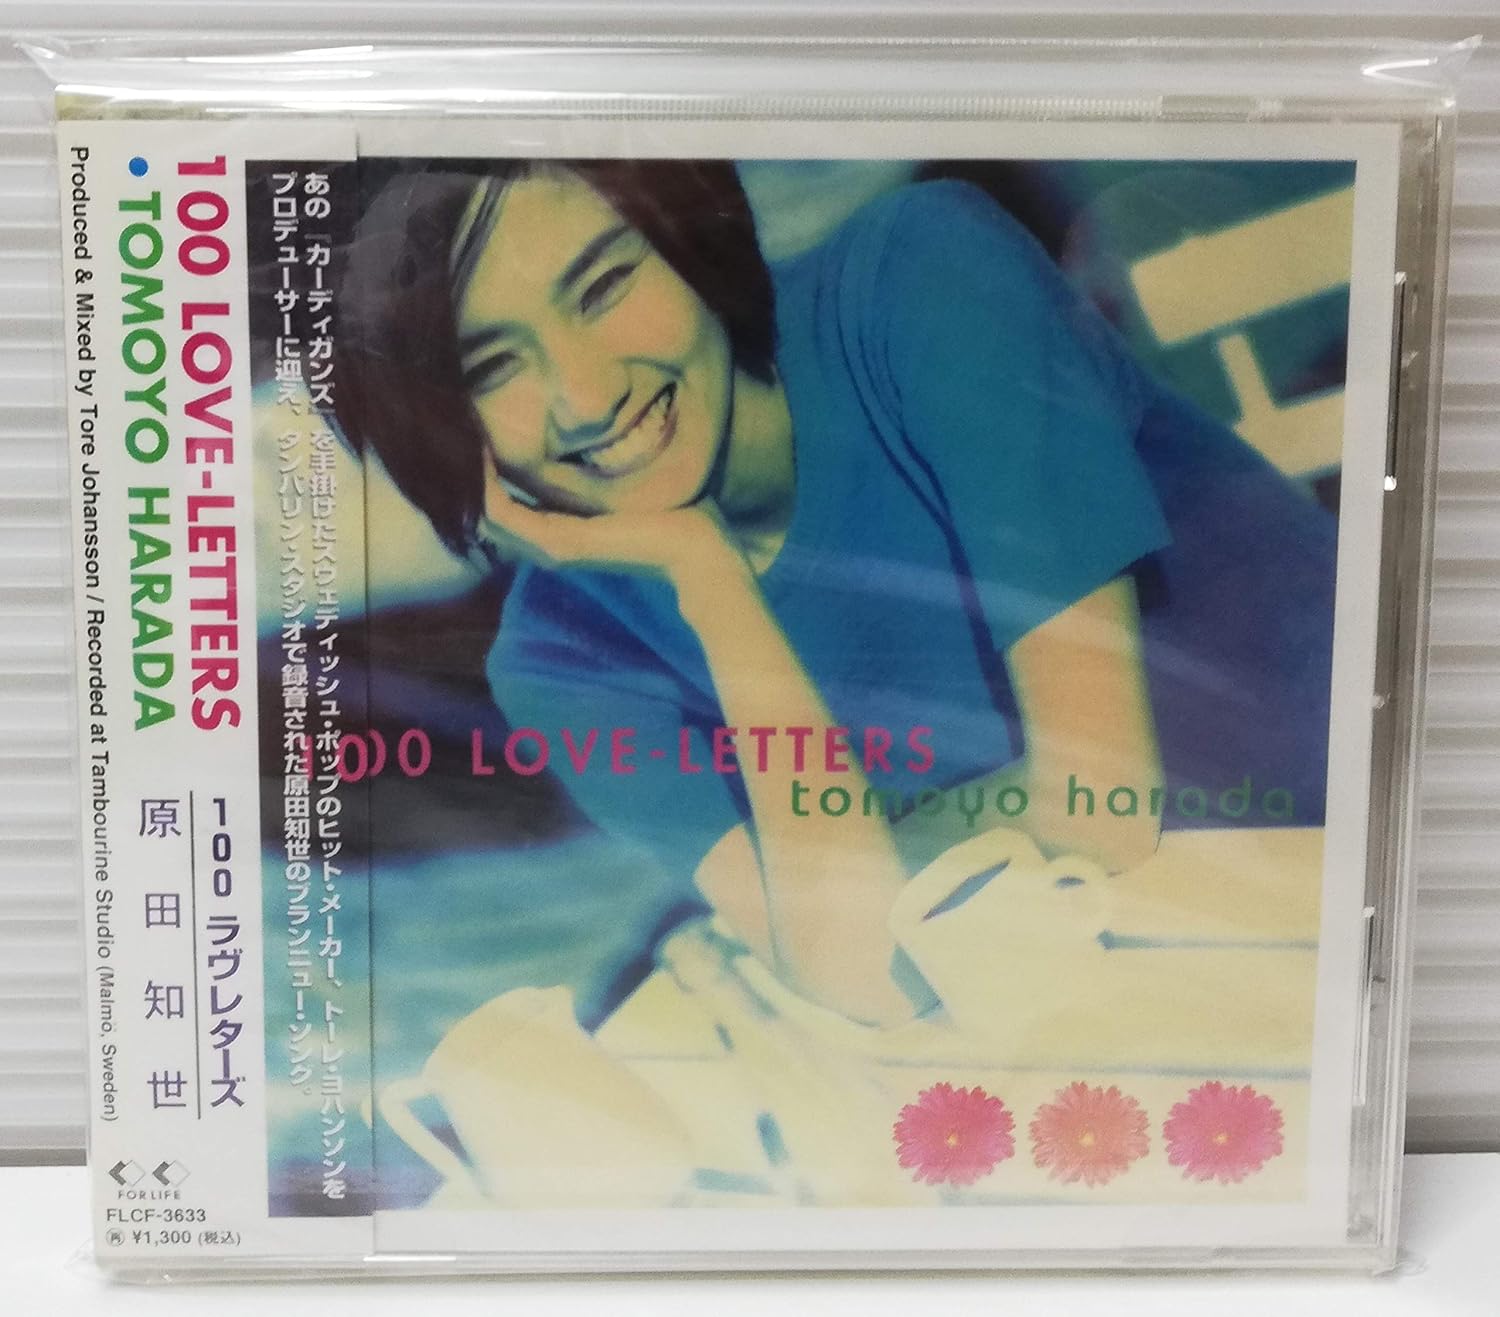 100 LOVE-LETTERS
• TOMOYO HARADA
Produced & Mixed by Tore Johansson / Recorded at Tambourine Studio (Malmö, Sweden)
100 ラヴレターズ
原田知世
FOR LIFE
FLCF-3633
再 ¥1,300 (税込)
あの「カーディガンズ」を手掛けたスウェディッシュ・ポップのヒット・メーカー、トーレ・ヨハンソンを
プロデューサーに迎え、タンバリン・スタジオで録音された原田知世のブランニュー・ソング。
100 LOVE-LETTERS
tomoyo harada